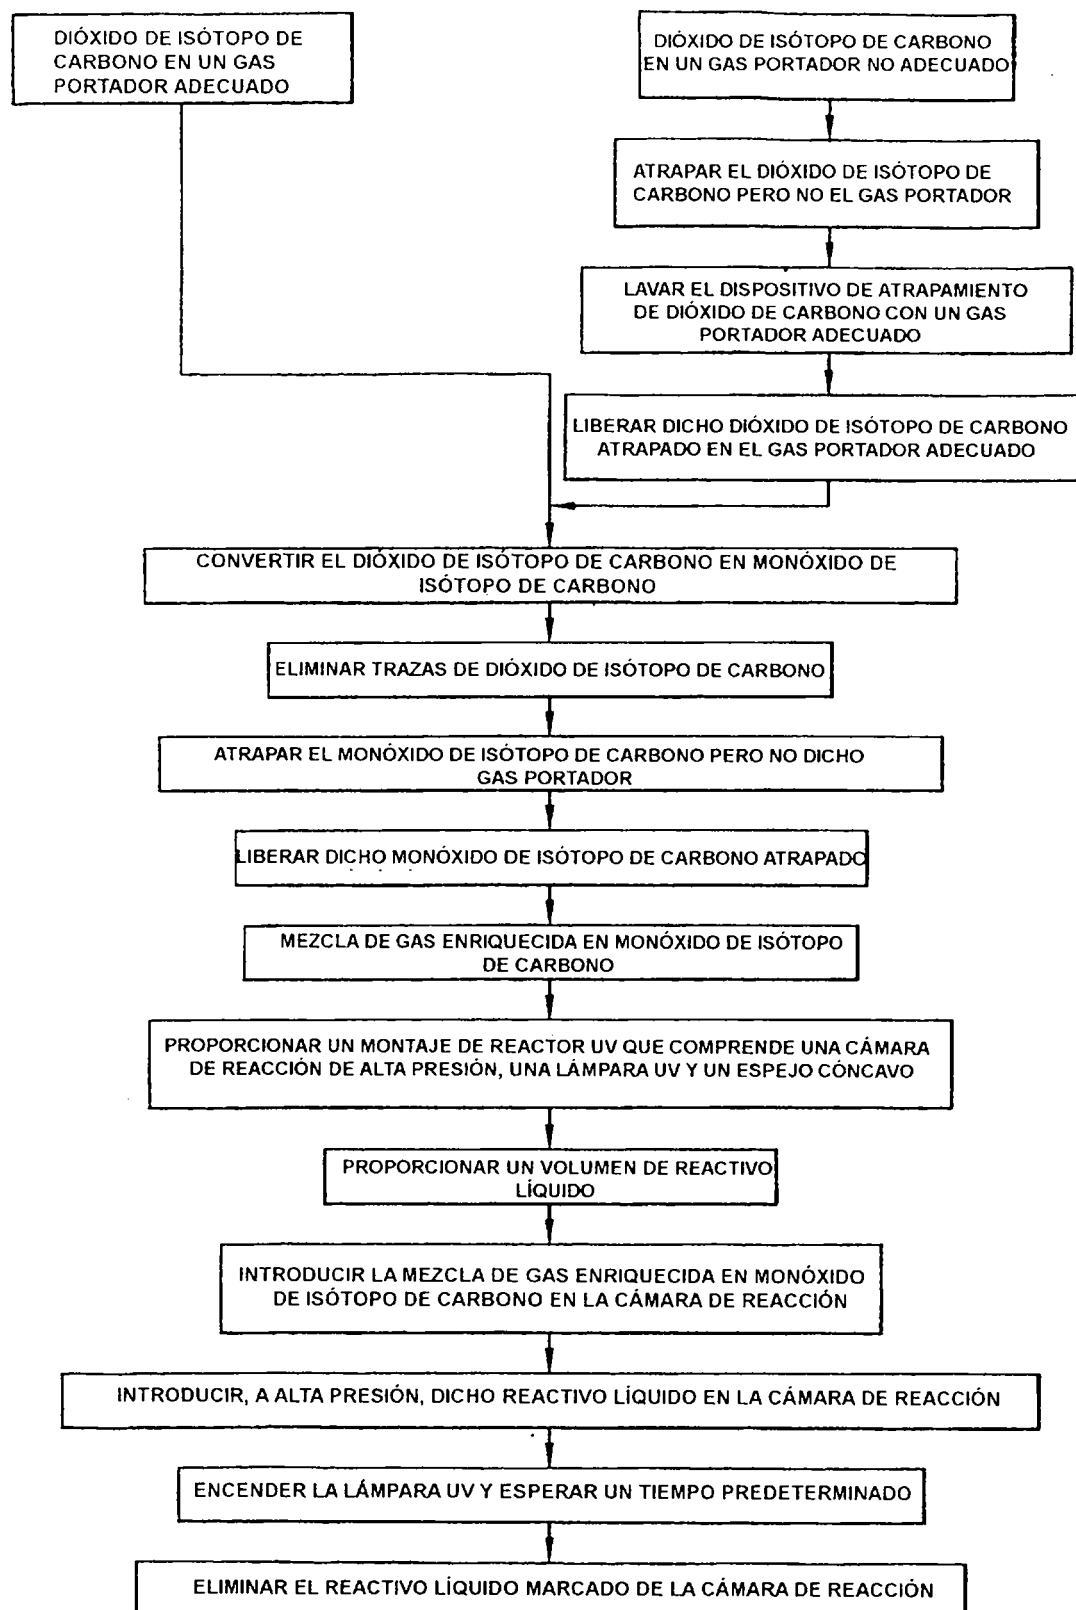 DIÓXIDO DE ISÓTOPO DE
CARBONO EN UN GAS
PORTADOR ADECUADO
DIÓXIDO DE ISÓTOPO DE CARBONO
EN UN GAS PORTADOR NO ADECUADO
ATRAPAR EL DIÓXIDO DE ISÓTOPO DE
CARBONO PERO NO EL GAS PORTADOR
LAVAR EL DISPOSITIVO DE ATRAPAMIENTO
DE DIÓXIDO DE CARBONO CON UN GAS
PORTADOR ADECUADO
LIBERAR DICHO DIÓXIDO DE ISÓTOPO DE CARBONO
ATRAPADO EN EL GAS PORTADOR ADECUADO
CONVERTIR EL DIÓXIDO DE ISÓTOPO DE CARBONO EN MONÓXIDO DE
ISÓTOPO DE CARBONO
ELIMINAR TRAZAS DE DIÓXIDO DE ISÓTOPO DE CARBONO
ATRAPAR EL MONÓXIDO DE ISÓTOPO DE CARBONO PERO NO DICHO
GAS PORTADOR
LIBERAR DICHO MONÓXIDO DE ISÓTOPO DE CARBONO ATRAPADO
MEZCLA DE GAS ENRIQUECIDA EN MONÓXIDO DE ISÓTOPO
DE CARBONO
PROPORCIONAR UN MONTAJE DE REACTOR UV QUE COMPRENDE UNA CÁMARA
DE REACCIÓN DE ALTA PRESIÓN, UNA LÁMPARA UV Y UN ESPEJO CÓNCAVO
PROPORCIONAR UN VOLUMEN DE REACTIVO
LÍQUIDO
INTRODUCIR LA MEZCLA DE GAS ENRIQUECIDA EN MONÓXIDO
DE ISÓTOPO DE CARBONO EN LA CÁMARA DE REACCIÓN
INTRODUCIR, A ALTA PRESIÓN, DICHO REACTIVO LÍQUIDO EN LA CÁMARA DE REACCIÓN
ENCENDER LA LÁMPARA UV Y ESPERAR UN TIEMPO PREDETERMINADO
ELIMINAR EL REACTIVO LÍQUIDO MARCADO DE LA CÁMARA DE REACCIÓN